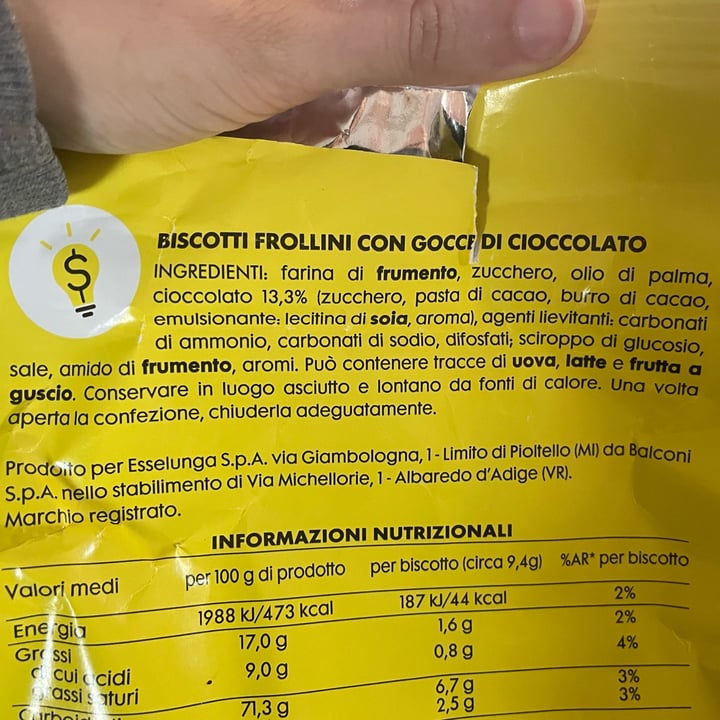 $
BISCOTTI FROLLINI CON GOCCE DI CIOCCOLATO
INGREDIENTI: farina di frumento, zucchero, olio di palma,
cioccolato 13,3% (zucchero, pasta di cacao, burro di cacao,
emulsionante: lecitina di soia, aroma), agenti lievitanti: carbonati
di ammonio, carbonati di sodio, difosfati; sciroppo di glucosio,
sale, amido di frumento, aromi. Può contenere tracce di uova, latte e frutta a
guscio. Conservare in luogo asciutto e lontano da fonti di calore. Una volta
aperta la confezione, chiuderla adeguatamente.
Prodotto per Esselunga S.p.A. via Giambologna, 1 - Limito di Pioltello (MI) da Balconi
S.p.A. nello stabilimento di Via Michellorie, 1 - Albaredo d'Adige (VR).
Marchio registrato.
INFORMAZIONI NUTRIZIONALI
Valori medi per 100 g di prodotto per biscotto (circa 9,4g) %AR* per biscotto
Energia 1988 kJ/473 kcal 187 kJ/44 kcal 2%
Grassi 17,0 g 1,6 g 2%
di cui acidi
grassi saturi 9,0 g 0,8 g 4%
71,3 g 6,7 g 3%
2,5 g 3%